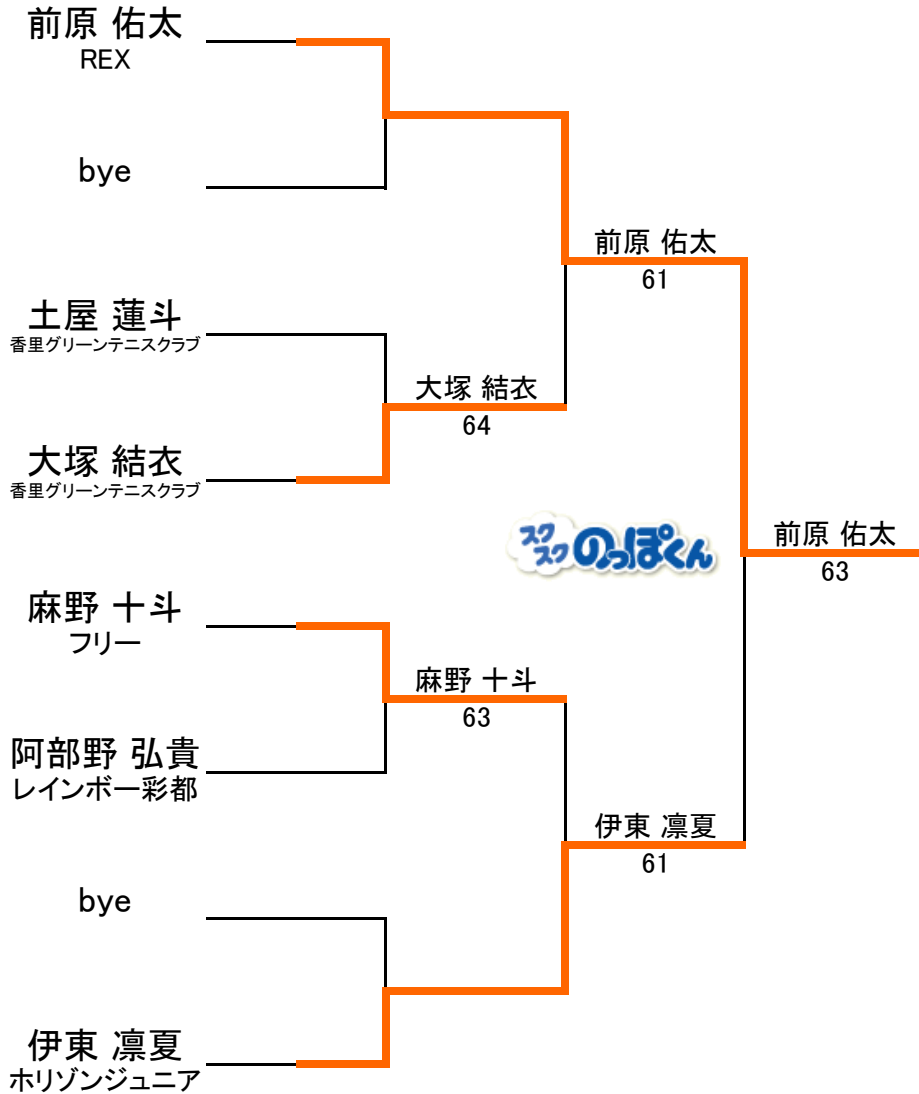 前原 佑太
REX
bye
前原 佑太
61
土屋 蓮斗
香里グリーンテニスクラブ
大塚 結衣
64
大塚 結衣
香里グリーンテニスクラブ
スク
スク のっぽくん
前原 佑太
63
麻野 十斗
フリー
麻野 十斗
63
阿部野 弘貴
レインボー彩都
伊東 凛夏
61
bye
伊東 凛夏
ホリゾンジュニア